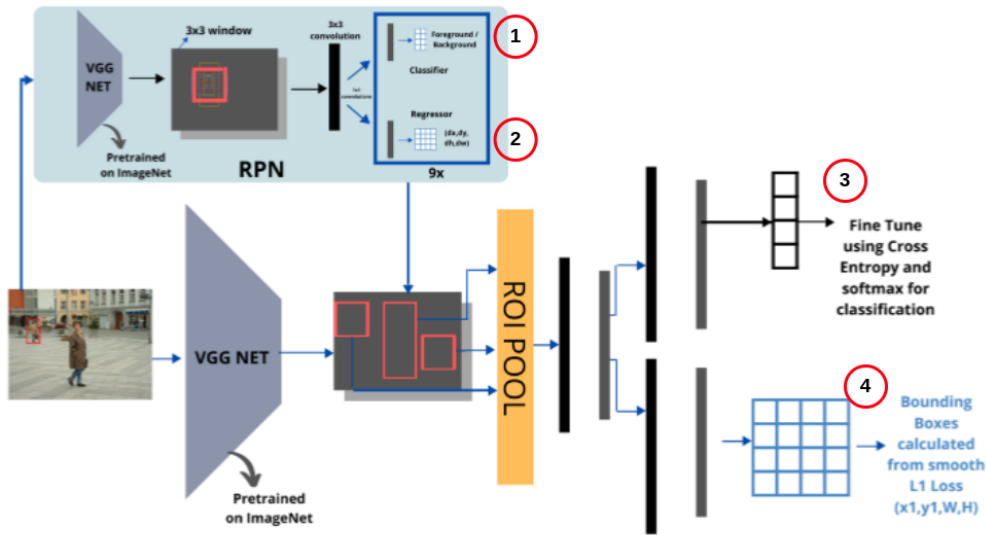 3x3 window
3x3
convolution
1
Foreground /
Background
Classifier
VGG
NET
1x1
convolutions
Regressor
(dx,dy,
dh,dw)
2
Pretrained
on ImageNet
RPN
9x
3
Fine Tune
using Cross
Entropy and
softmax for
classification
ROI POOL
VGG NET
4
Bounding
Boxes
calculated
from smooth
L1 Loss
(x1,y1,W,H)
Pretrained
on ImageNet